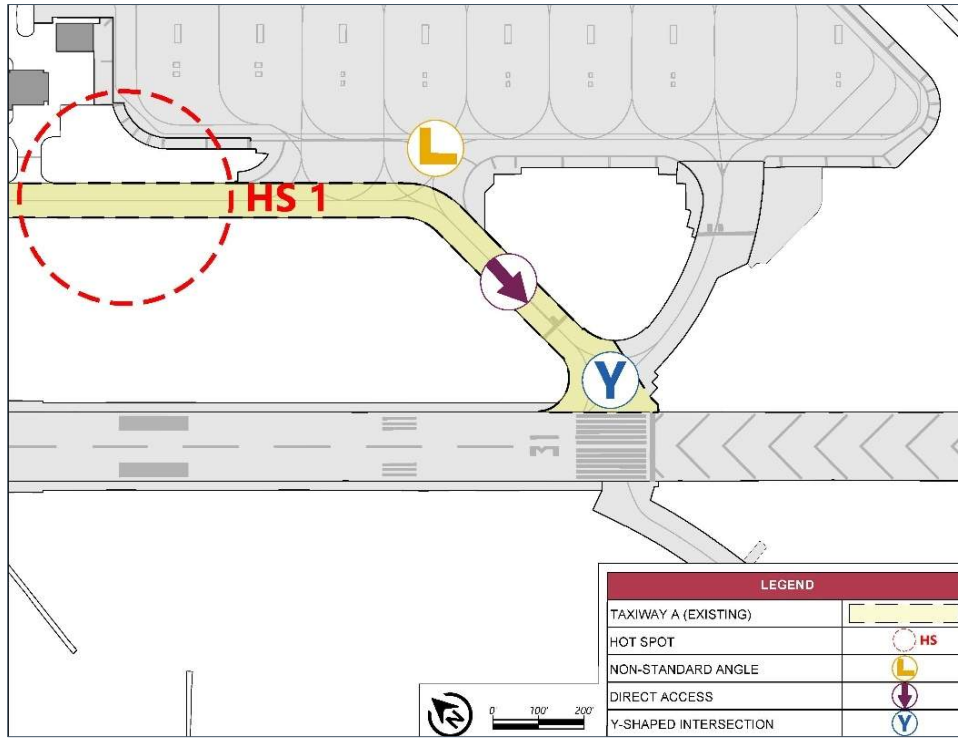 L
HS 1
Y
31
LEGEND
TAXIWAY A (EXISTING)
HOT SPOT HS
NON-STANDARD ANGLE L
DIRECT ACCESS
Y-SHAPED INTERSECTION Y
N
0' 100' 200'